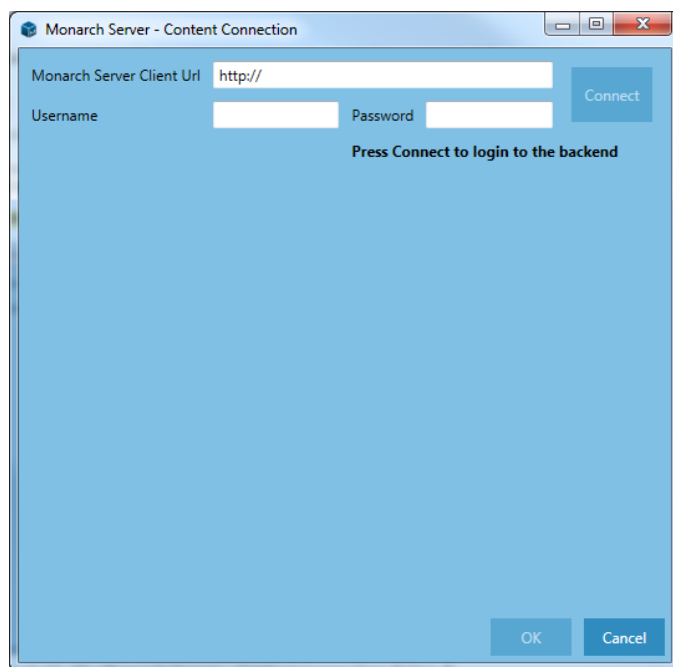 Monarch Server - Content Connection
Monarch Server Client Url http:// Connect
Username Password
Press Connect to login to the backend
OK Cancel